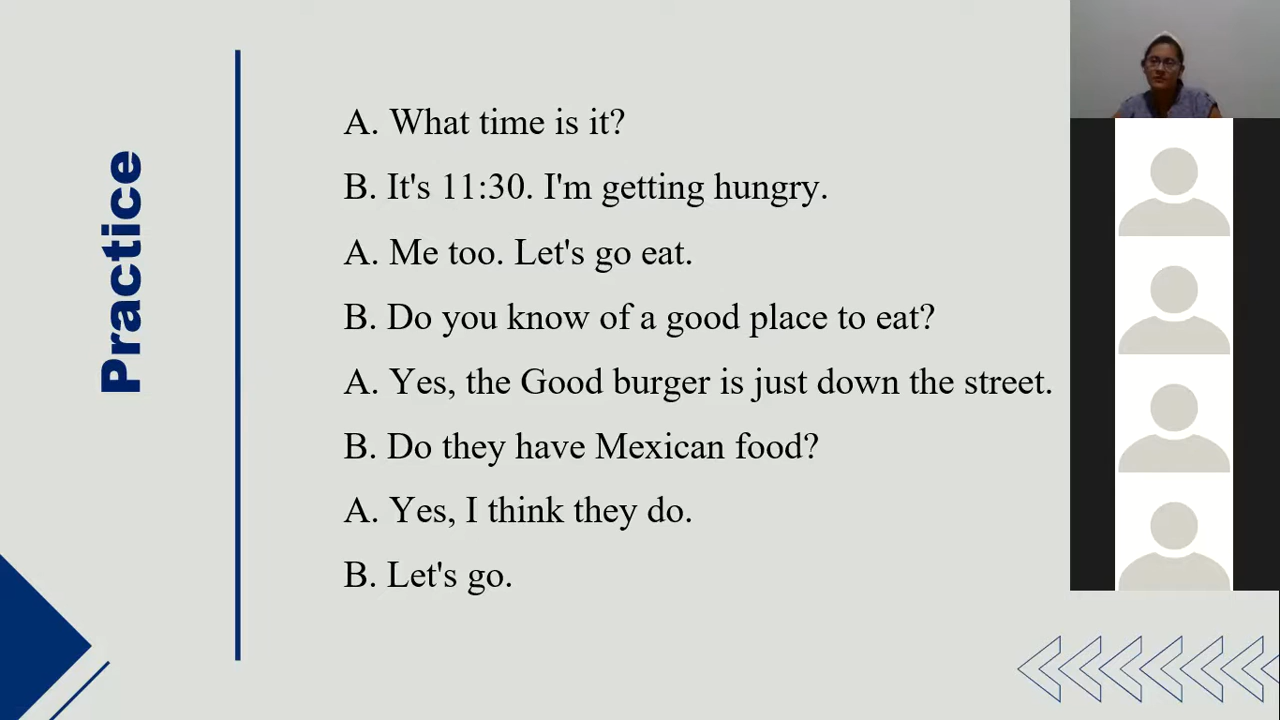 Practice
A. What time is it?
B. It's 11:30. I'm getting hungry.
A. Me too. Let's go eat.
B. Do you know of a good place to eat?
A. Yes, the Good burger is just down the street.
B. Do they have Mexican food?
A. Yes, I think they do.
B. Let's go.